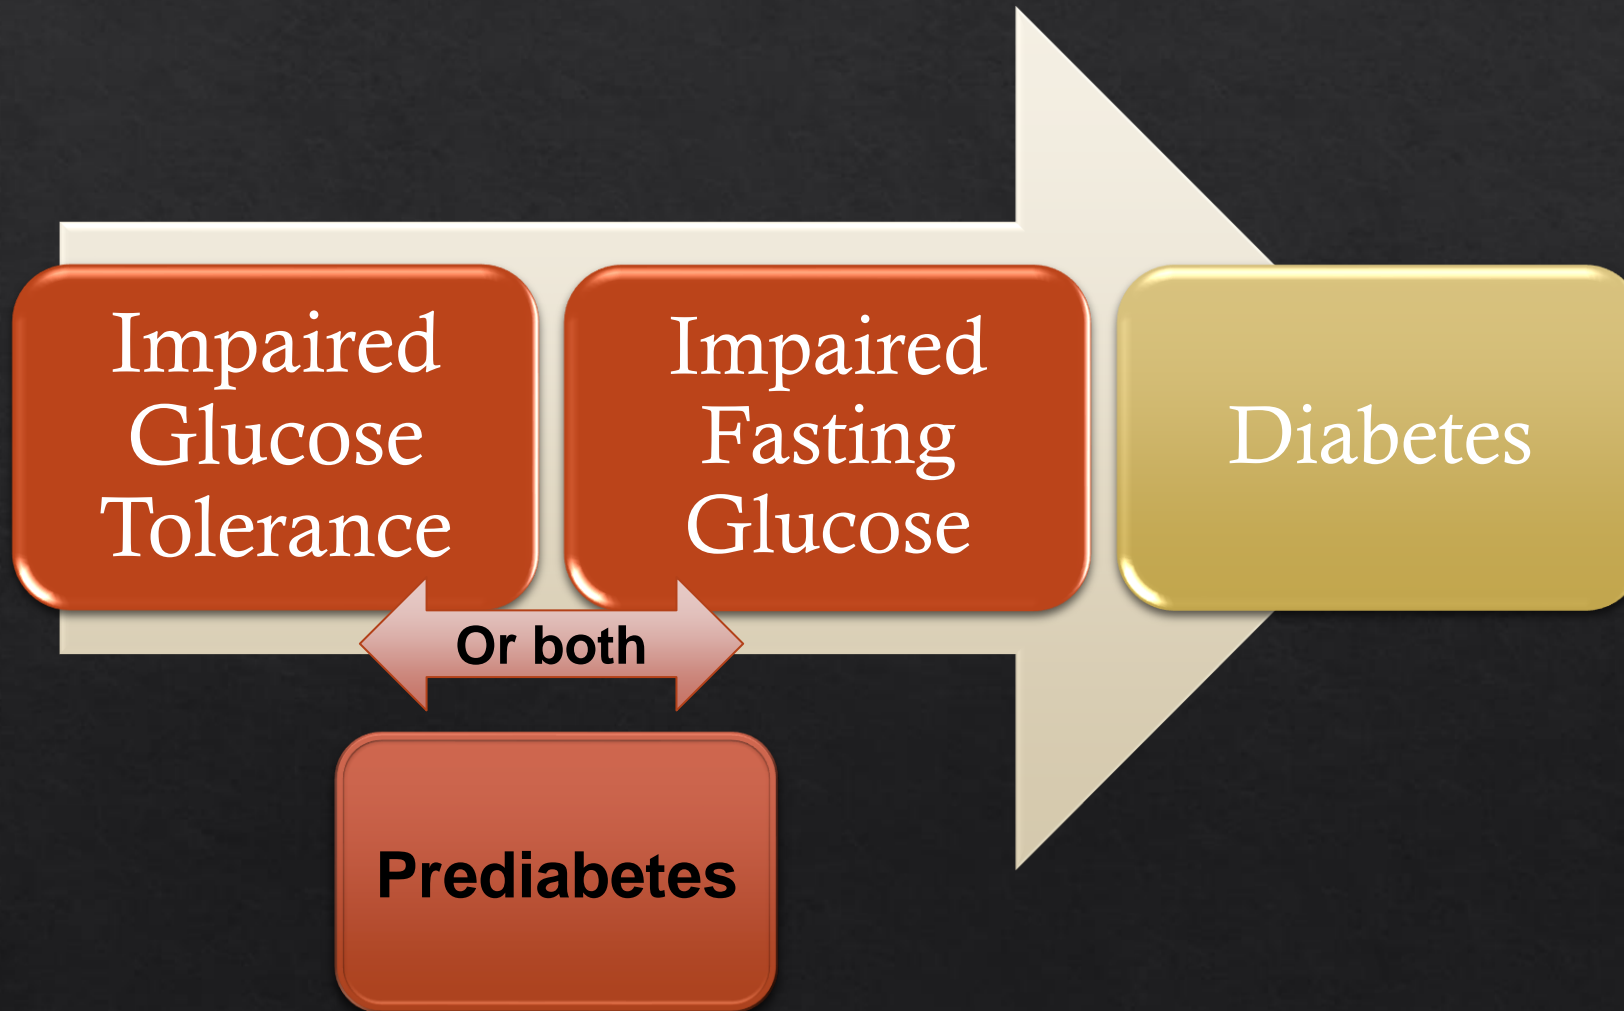 Impaired
Glucose
Tolerance
Impaired
Fasting
Glucose
Diabetes
Or both
Prediabetes